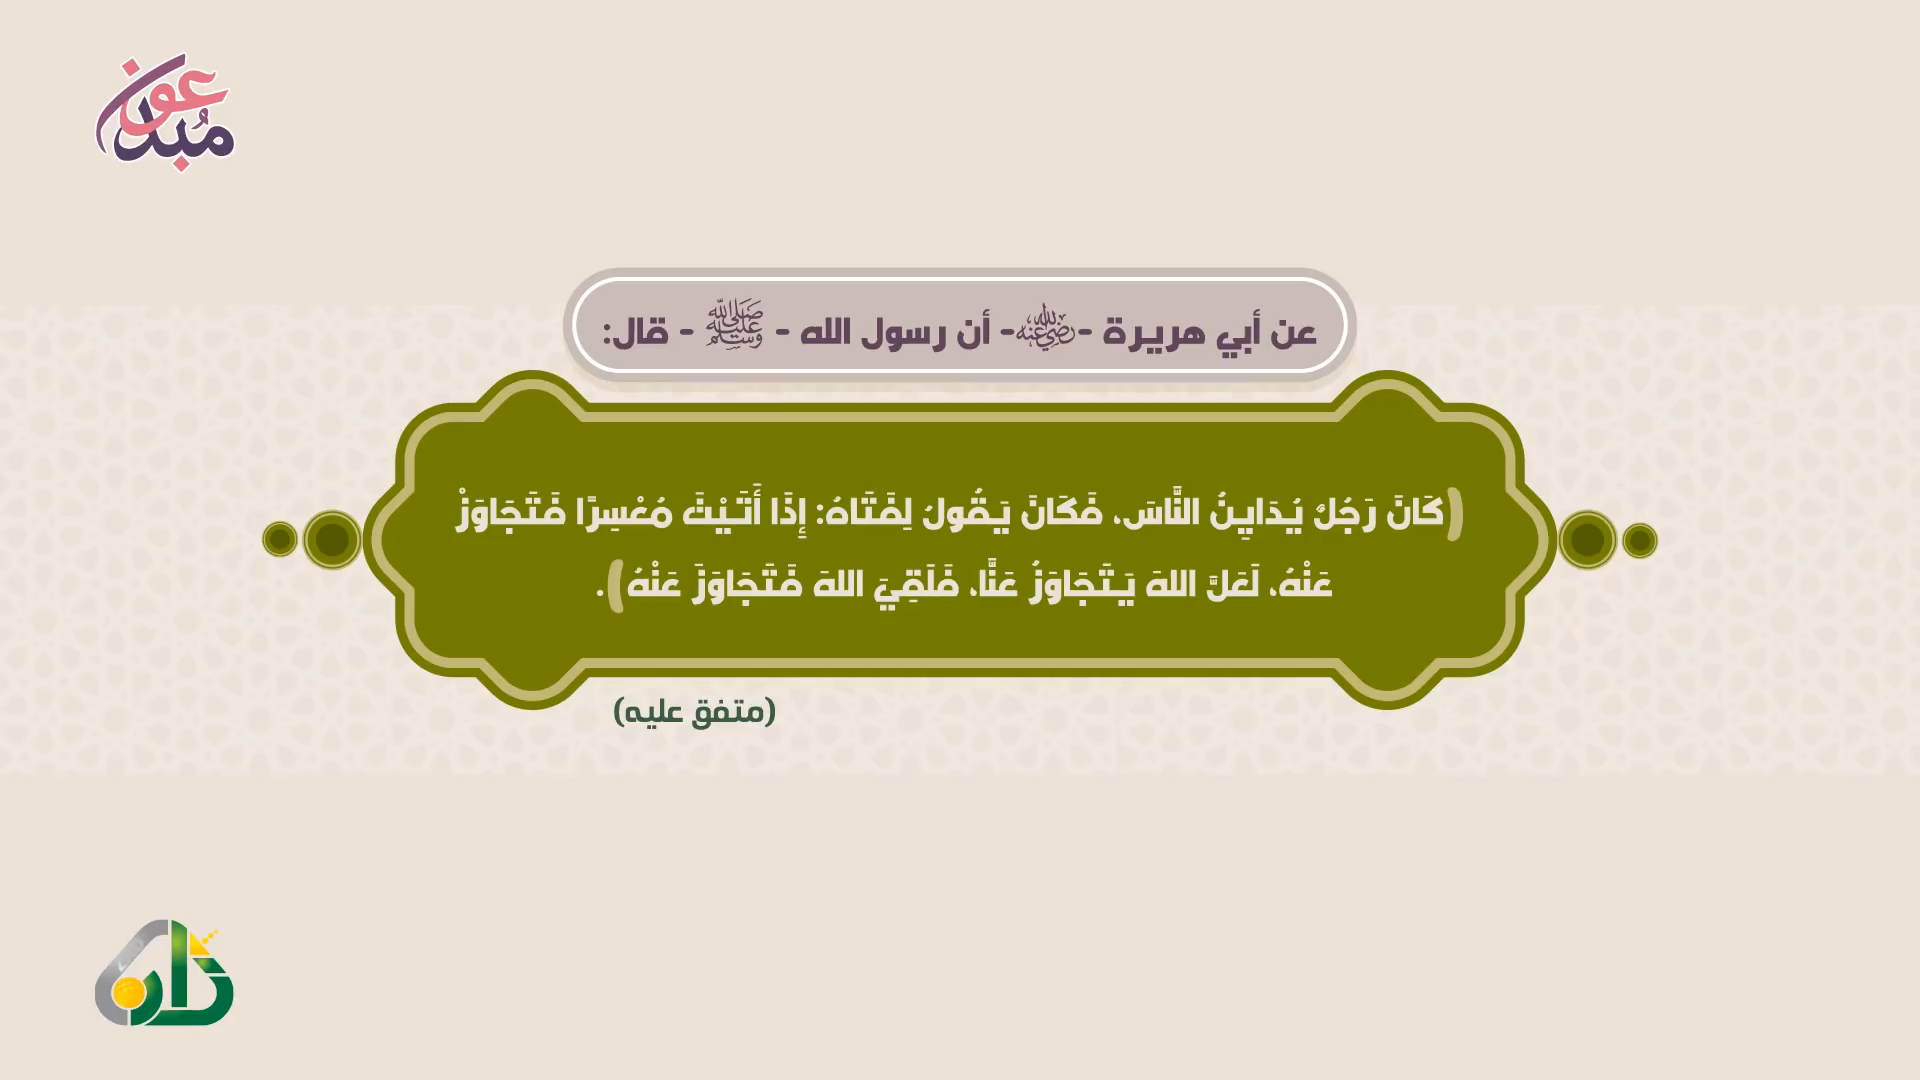 مبدعون
عن أبي هريرة -رضي الله عنه- أن رسول الله - ﷺ - قال:
(كَانَ رَجُلٌ يُدَايِنُ النَّاسَ، فَكَانَ يَقُولُ لِفَتَاهُ: إِذَا أَتَيْتَ مُعْسِرًا فَتَجَاوَزْ
عَنْهُ، لَعَلَّ اللهَ يَتَجَاوَزُ عَنَّا، فَلَقِيَ اللهَ فَتَجَاوَزَ عَنْهُ).
(متفق عليه)